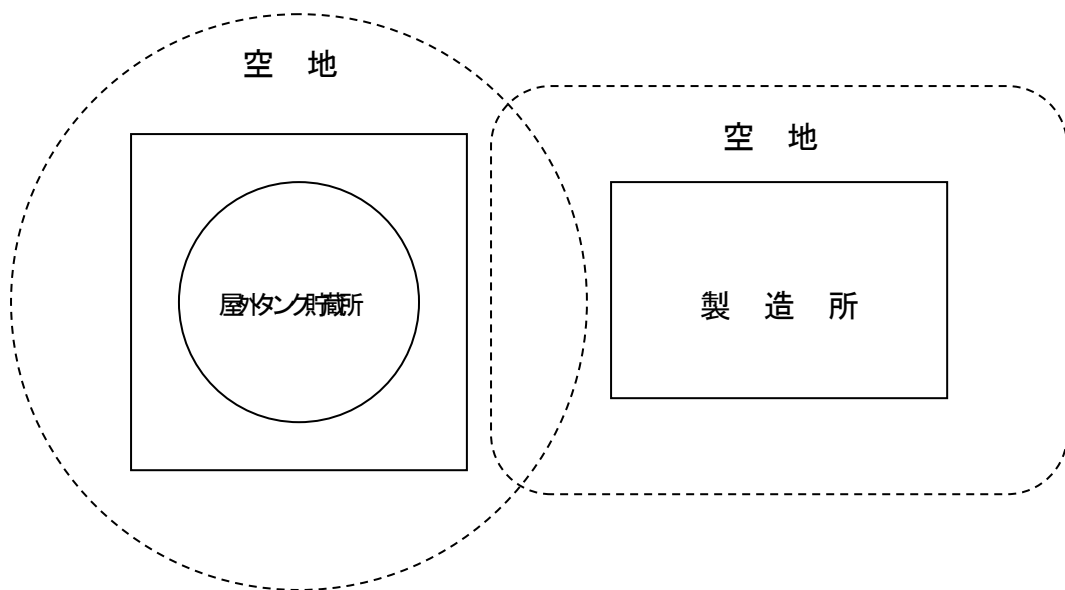 空　地
空　地
屋外タンク貯蔵所
製　造　所